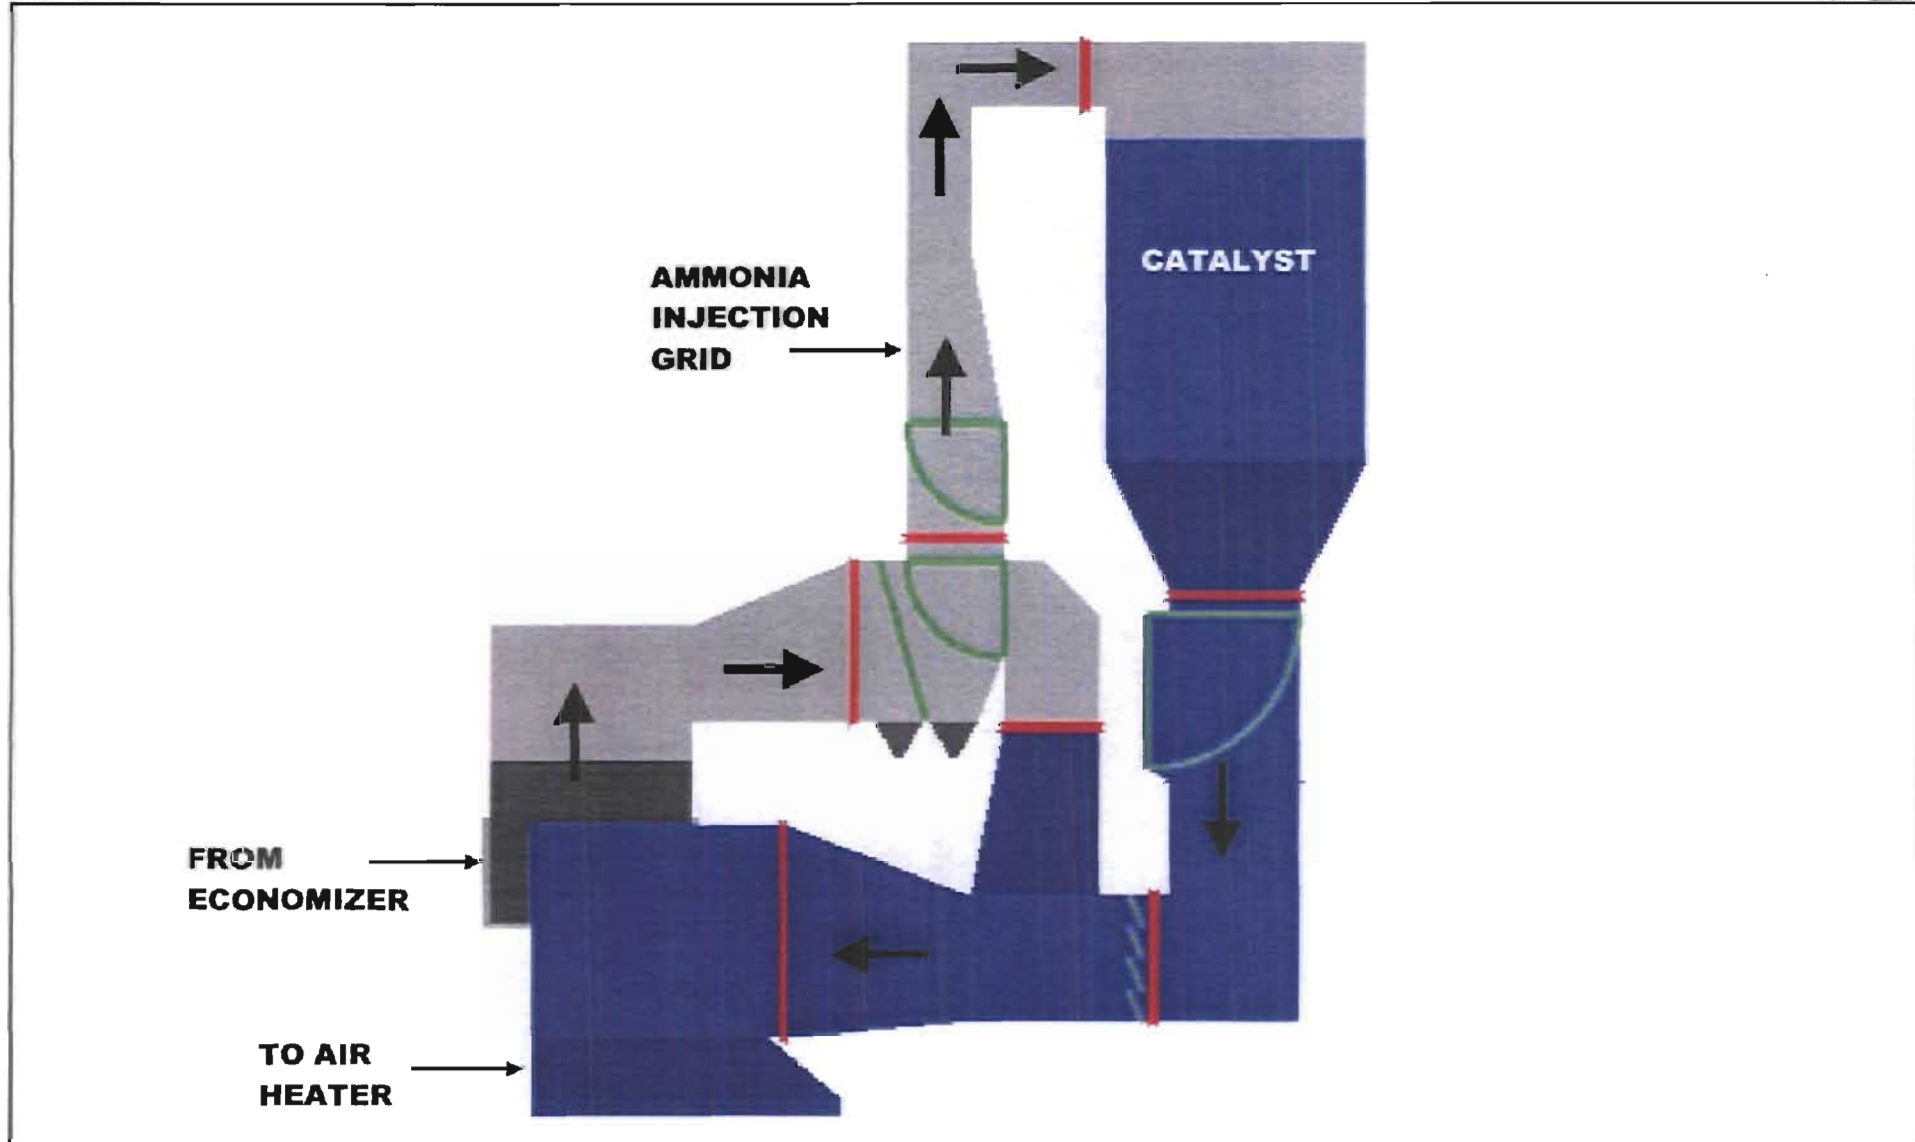 AMMONIA
INJECTION
GRID
CATALYST
FROM
ECONOMIZER
TO AIR
HEATER